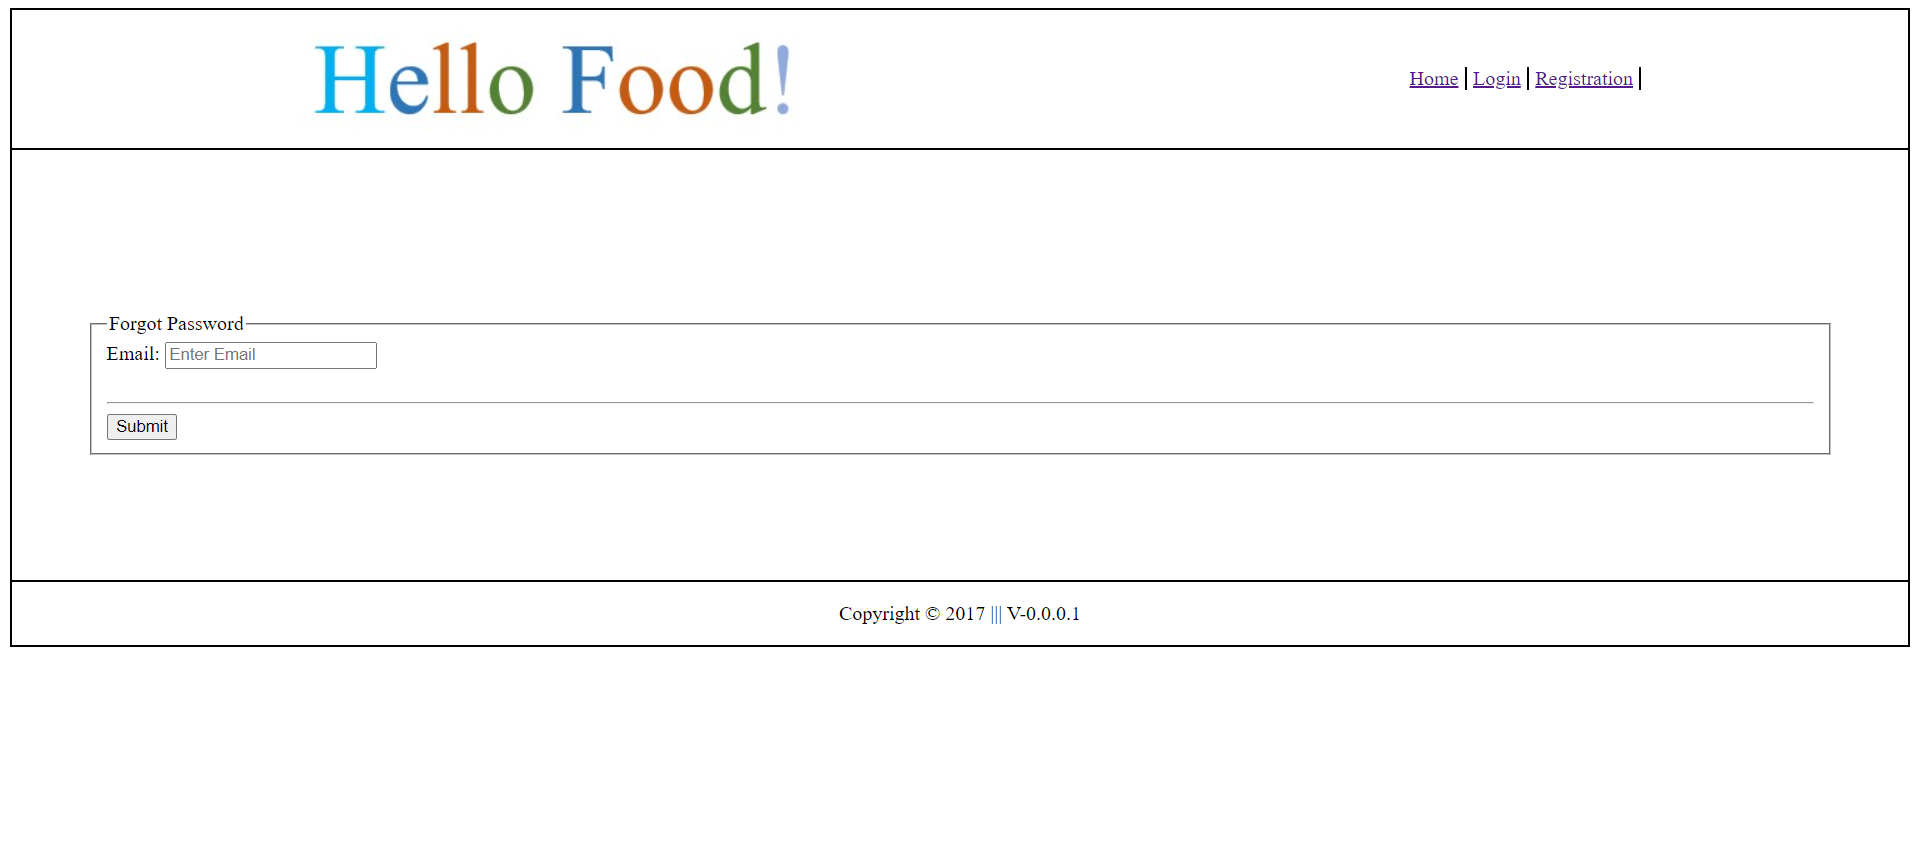 Hello Food!
Home | Login | Registration |
Forgot Password
Email: Enter Email
Submit
Copyright © 2017 ||| V-0.0.0.1